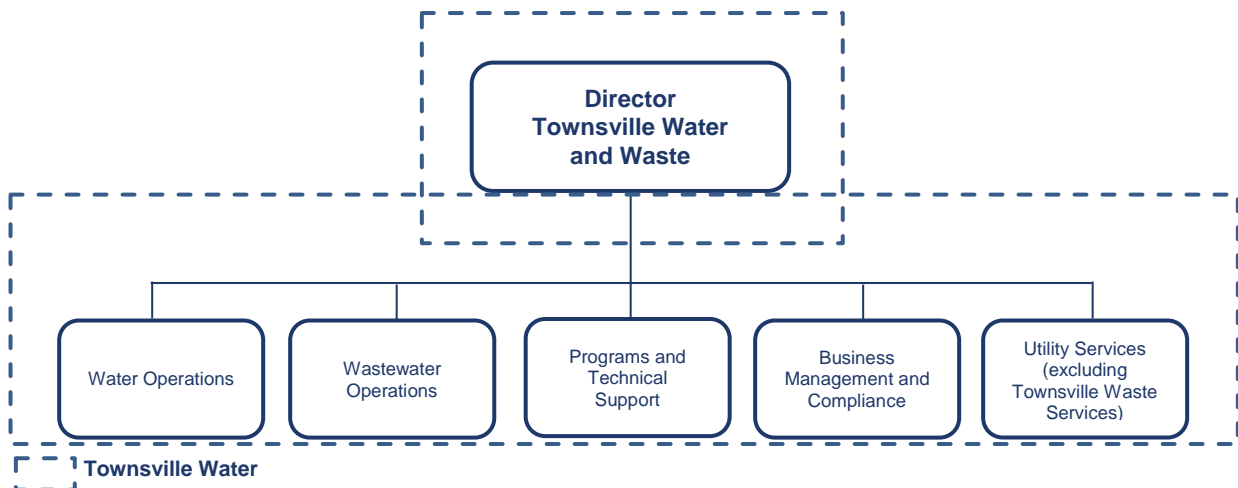 Director
Townsville Water
and Waste
Water Operations
Wastewater
Operations
Programs and
Technical
Support
Business
Management and
Compliance
Utility Services
(excluding
Townsville Waste
Services)
Townsville Water